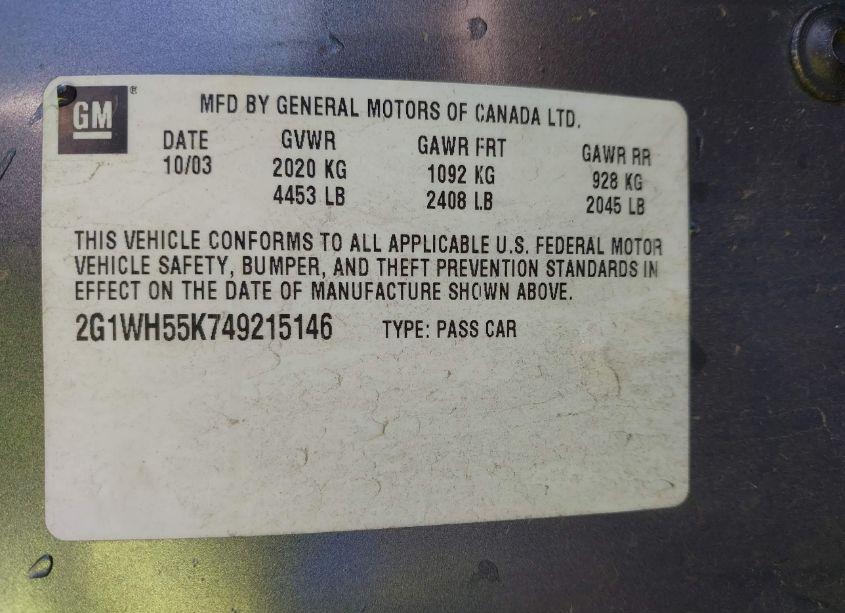 GM®
MFD BY GENERAL MOTORS OF CANADA LTD.
DATE GVWR GAWR FRT GAWR RR
10/03 2020 KG 1092 KG 928 KG
4453 LB 2408 LB 2045 LB
THIS VEHICLE CONFORMS TO ALL APPLICABLE U.S. FEDERAL MOTOR
VEHICLE SAFETY, BUMPER, AND THEFT PREVENTION STANDARDS IN
EFFECT ON THE DATE OF MANUFACTURE SHOWN ABOVE.
2G1WH55K749215146 TYPE: PASS CAR